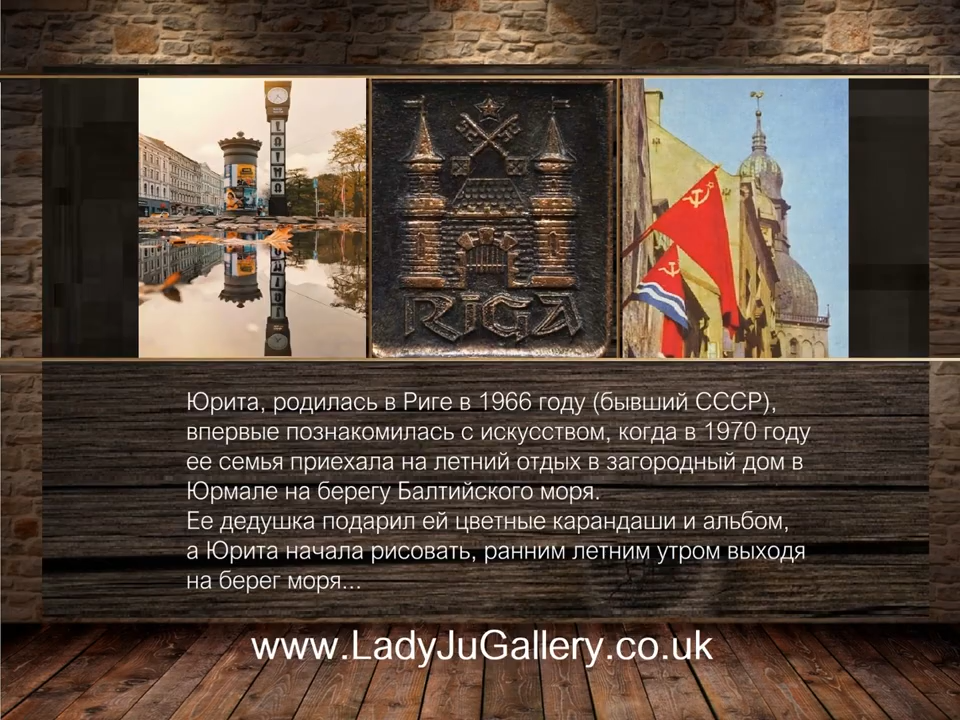 LAIMA
RIGA
Юрита, родилась в Риге в 1966 году (бывший СССР),
впервые познакомилась с искусством, когда в 1970 году
ее семья приехала на летний отдых в загородный дом в
Юрмале на берегу Балтийского моря.
Ее дедушка подарил ей цветные карандаши и альбом,
а Юрита начала рисовать, ранним летним утром выходя
на берег моря...
www.LadyJuGallery.co.uk